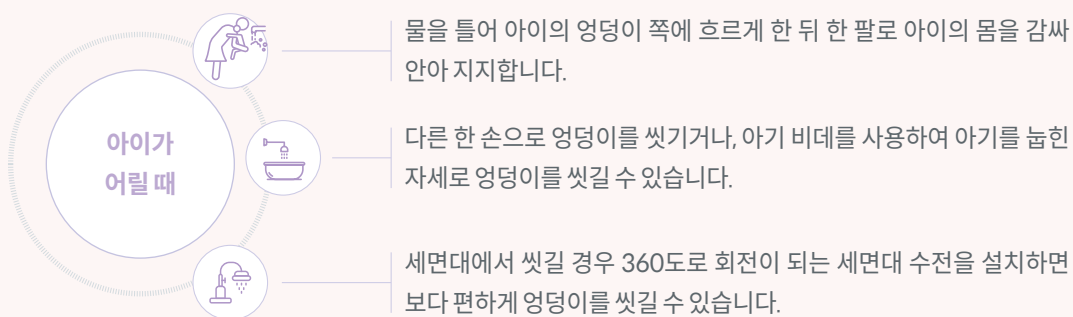 아이가
어릴 때
물을 틀어 아이의 엉덩이 쪽에 흐르게 한 뒤 한 팔로 아이의 몸을 감싸
안아 지지합니다.
다른 한 손으로 엉덩이를 씻기거나, 아기 비데를 사용하여 아기를 눕힌
자세로 엉덩이를 씻길 수 있습니다.
세면대에서 씻길 경우 360도로 회전이 되는 세면대 수전을 설치하면
보다 편하게 엉덩이를 씻길 수 있습니다.